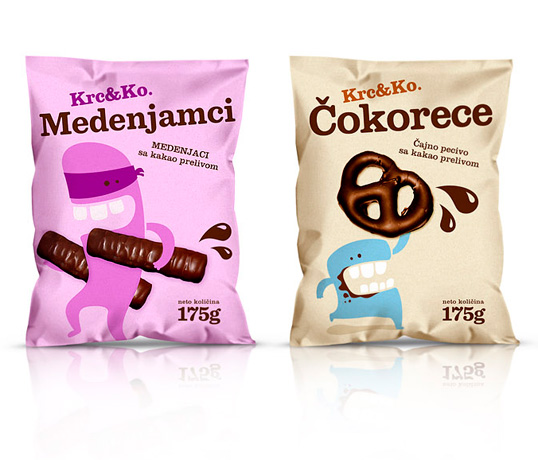 Krc&Ko.
Medenjamci
MEDENJACI
sa kakao prelivom
neto količina
175g
Krc&Ko.
Čokorece
Čajno pecivo
sa kakao prelivom
neto količina
175g